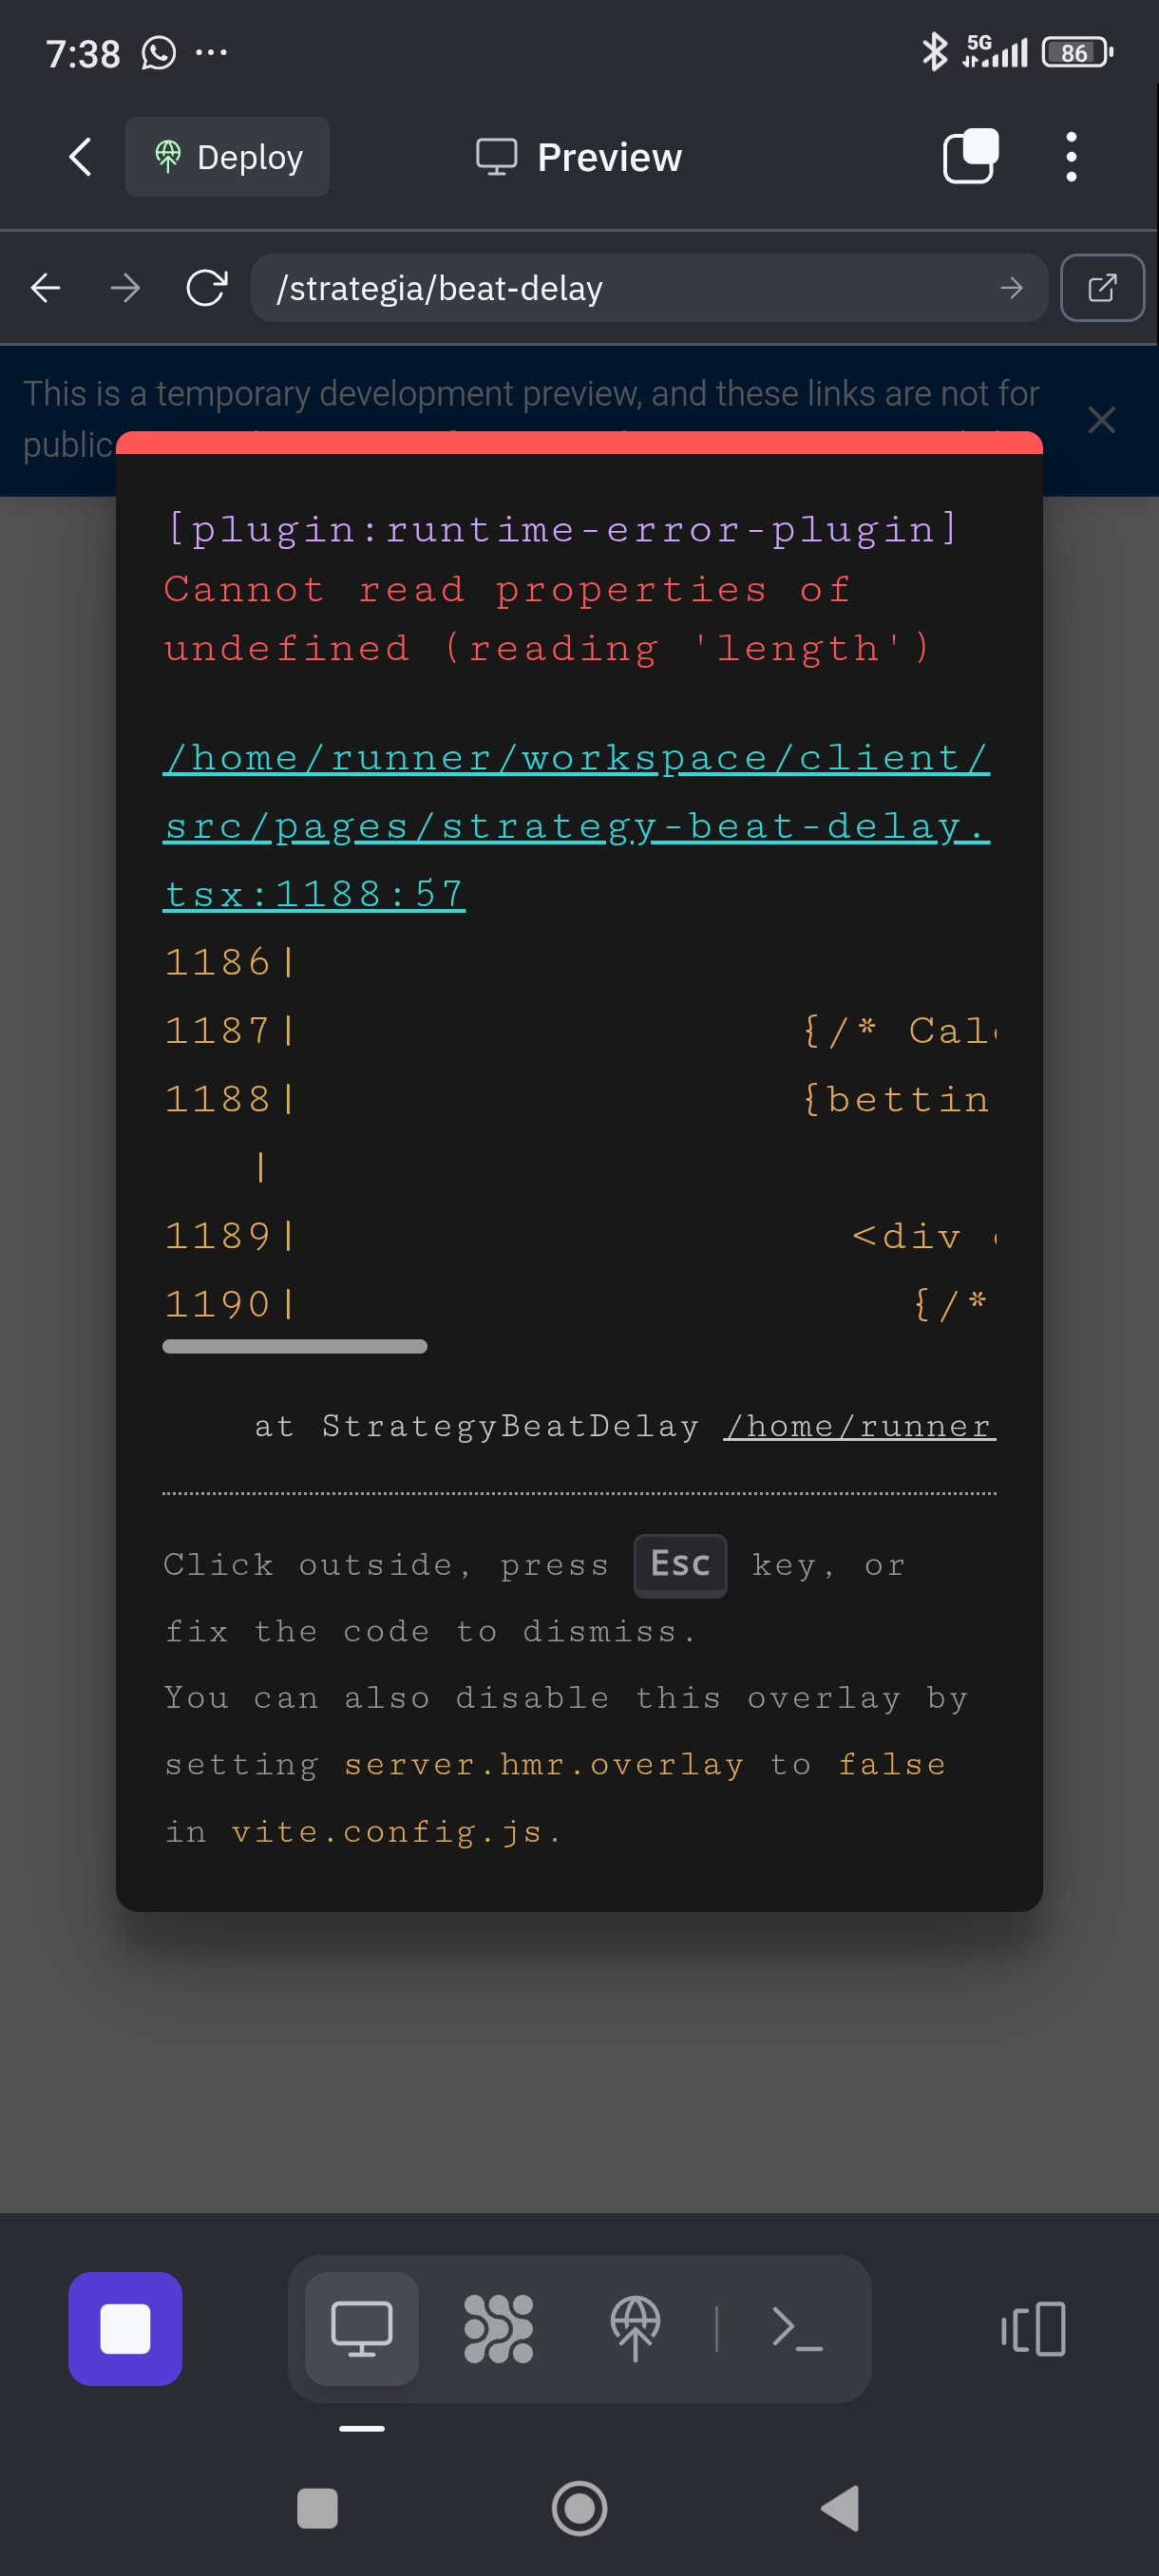 7:38
5G
86
Deploy
Preview
/strategia/beat-delay
This is a temporary development preview, and these links are not for
public
[plugin:runtime-error-plugin]
Cannot read properties of
undefined (reading 'length')
/home/runner/workspace/client/
src/pages/strategy-beat-delay.
tsx:1188:57
1186|
1187| {/* Cal
1188| {bettin
|
1189| <div
1190| {/*
at StrategyBeatDelay /home/runner
Click outside, press Esc key, or
fix the code to dismiss.
You can also disable this overlay by
setting server.hmr.overlay to false
in vite.config.js.